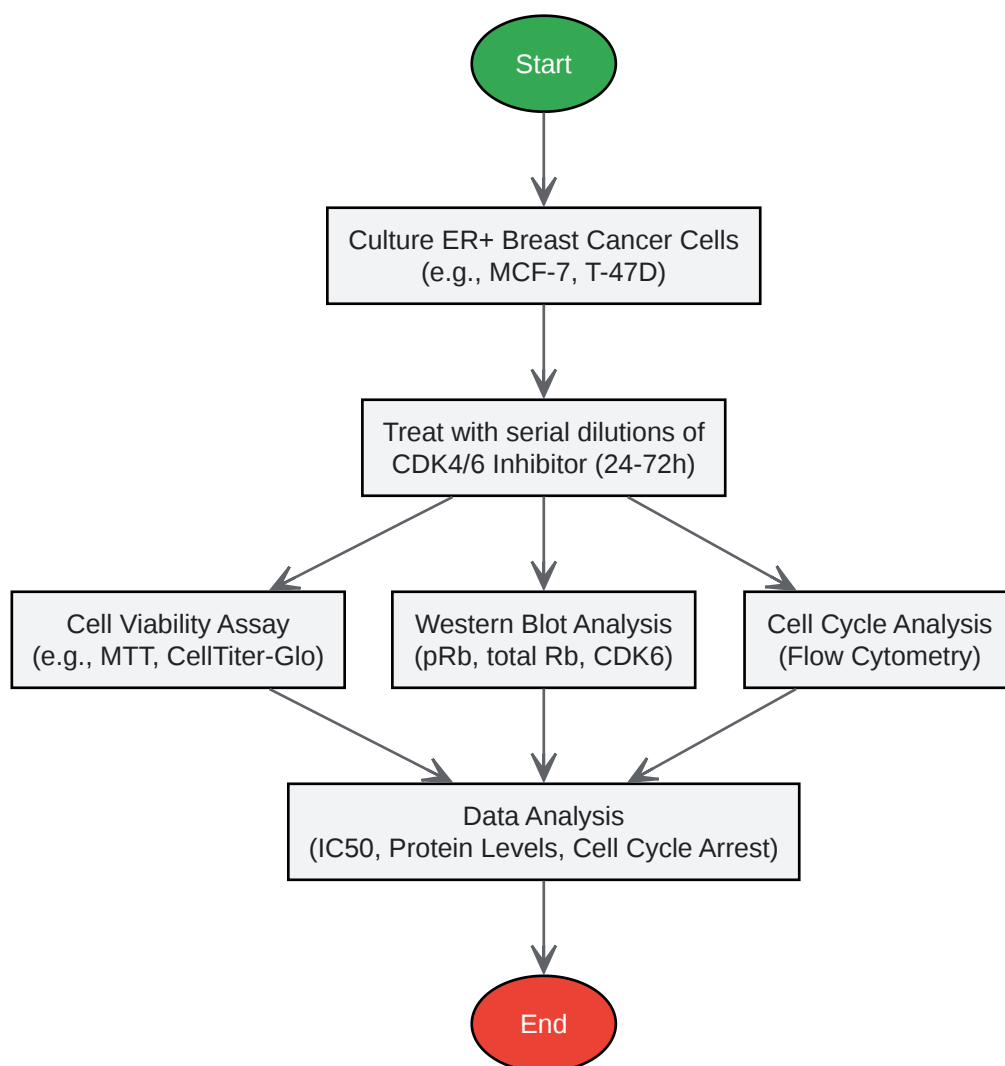 Start
Culture ER+ Breast Cancer Cells
(e.g., MCF-7, T-47D)
Treat with serial dilutions of
CDK4/6 Inhibitor (24-72h)
Cell Viability Assay
(e.g., MTT, CellTiter-Glo)
Western Blot Analysis
(pRb, total Rb, CDK6)
Cell Cycle Analysis
(Flow Cytometry)
Data Analysis
(IC50, Protein Levels, Cell Cycle Arrest)
End